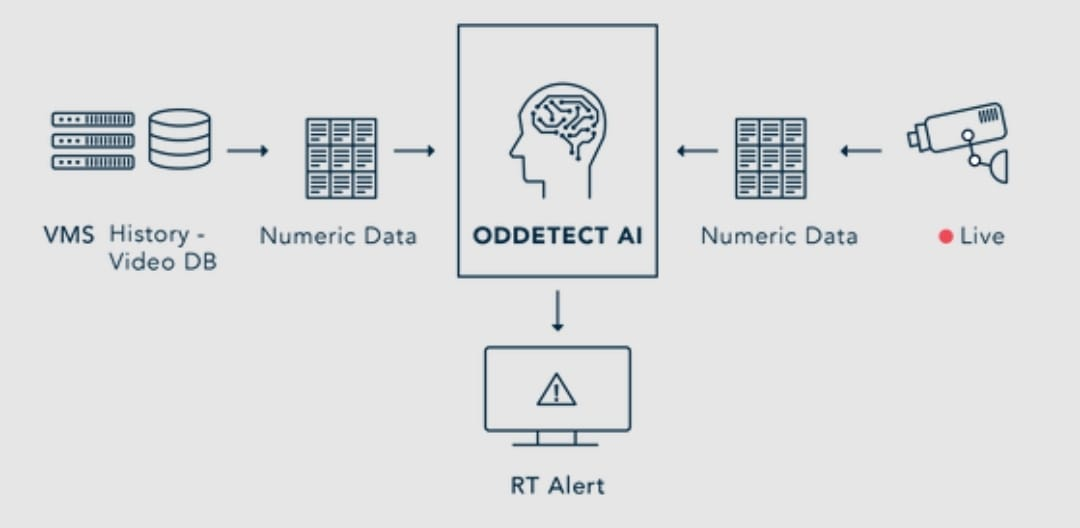 VMS
History -
Video DB
Numeric Data
ODDETECT AI
Numeric Data
Live
RT Alert